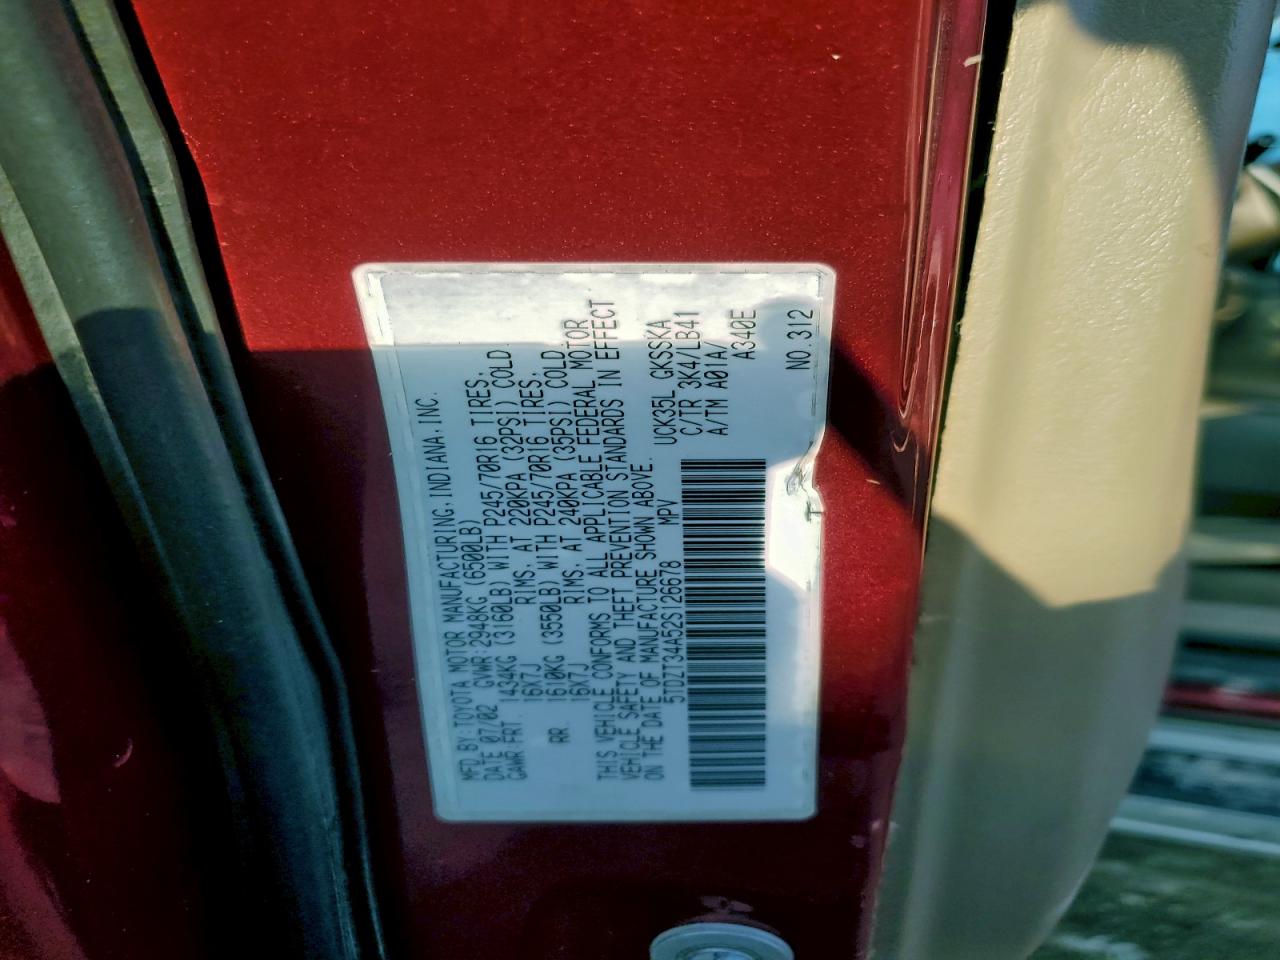 MFD BY:TOYOTA MOTOR MANUFACTURING,INDIANA,INC.
DATE 07/02 GVWR:2948KG (6500LB)
GAWR:FRT. 1434KG (3160LB) WITH P245/70R16 TIRES,
16X7J RIMS, AT 220KPA (32PSI) COLD.
RR. 1610KG (3550LB) WITH P245/70R16 TIRES,
16X7J RIMS, AT 240KPA (35PSI) COLD.
THIS VEHICLE CONFORMS TO ALL APPLICABLE FEDERAL MOTOR
VEHICLE SAFETY AND THEFT PREVENTION STANDARDS IN EFFECT
ON THE DATE OF MANUFACTURE SHOWN ABOVE.
5TDZT34A52S126678 MPV
UCK35L GKSSKA
C/TR 3K4/LB41
A/TM A01A/
A340E
NO.312